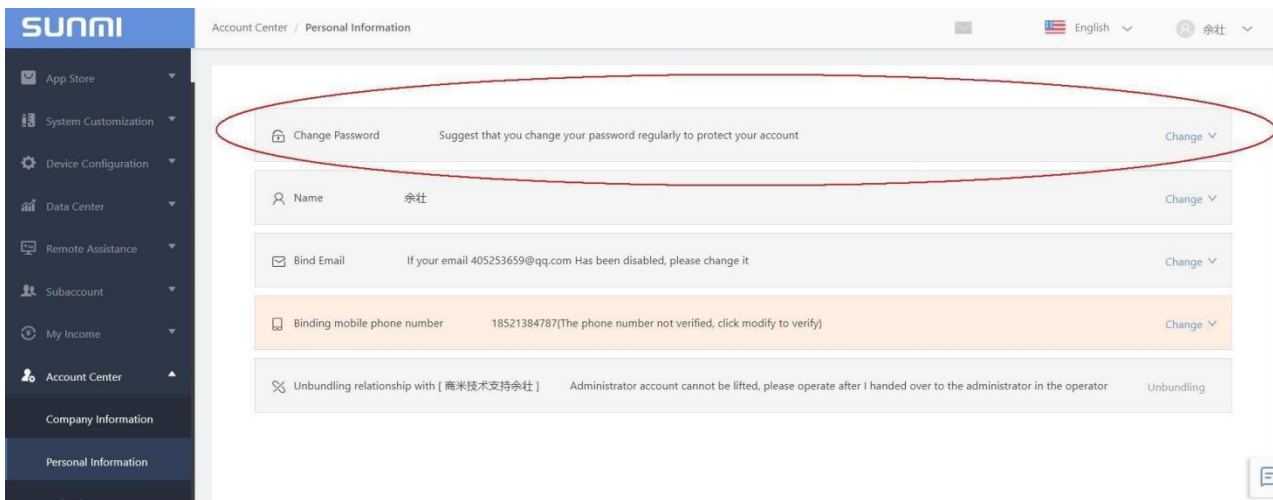 SUNMI
Account Center / Personal Information
English
余壮
App Store
System Customization
Device Configuration
Data Center
Remote Assistance
Subaccount
My Income
Account Center
Company Information
Personal Information
Change Password Suggest that you change your password regularly to protect your account Change
Name 余壮 Change
Bind Email If your email 405253659@qq.com Has been disabled, please change it Change
Binding mobile phone number 18521384787(The phone number not verified, click modify to verify) Change
Unbundling relationship with [ 商米技术支持余壮 ] Administrator account cannot be lifted, please operate after I handed over to the administrator in the operator Unbundling